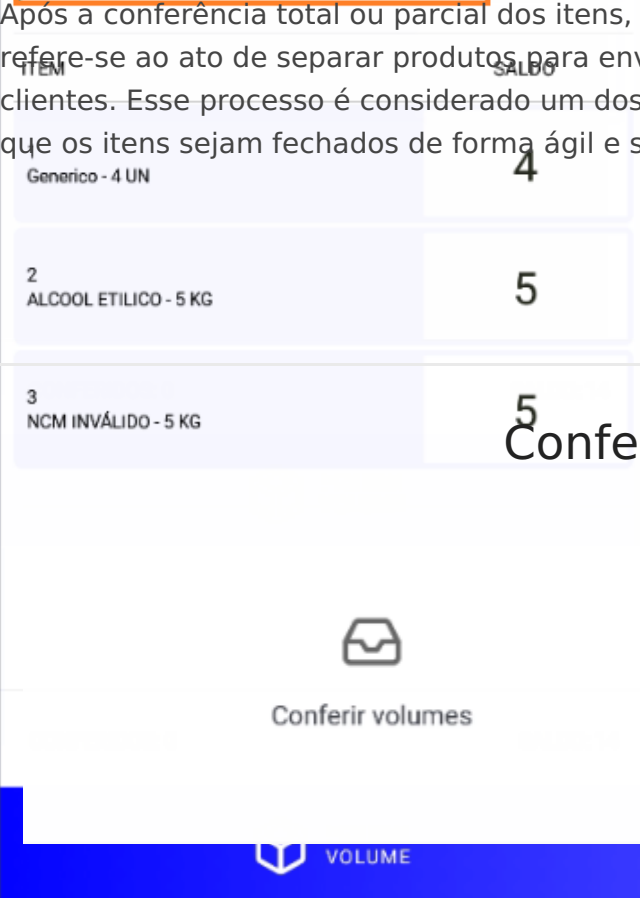 Após a conferência total ou parcial dos itens,
refere-se ao ato de separar produtos para env
ITEM SALDO
clientes. Esse processo é considerado um dos
que os itens sejam fechados de forma ágil e s
1
Generico - 4 UN
4
2
ALCOOL ETILICO - 5 KG
5
3
NCM INVÁLIDO - 5 KG
5
Confe
Conferir volumes
VOLUME